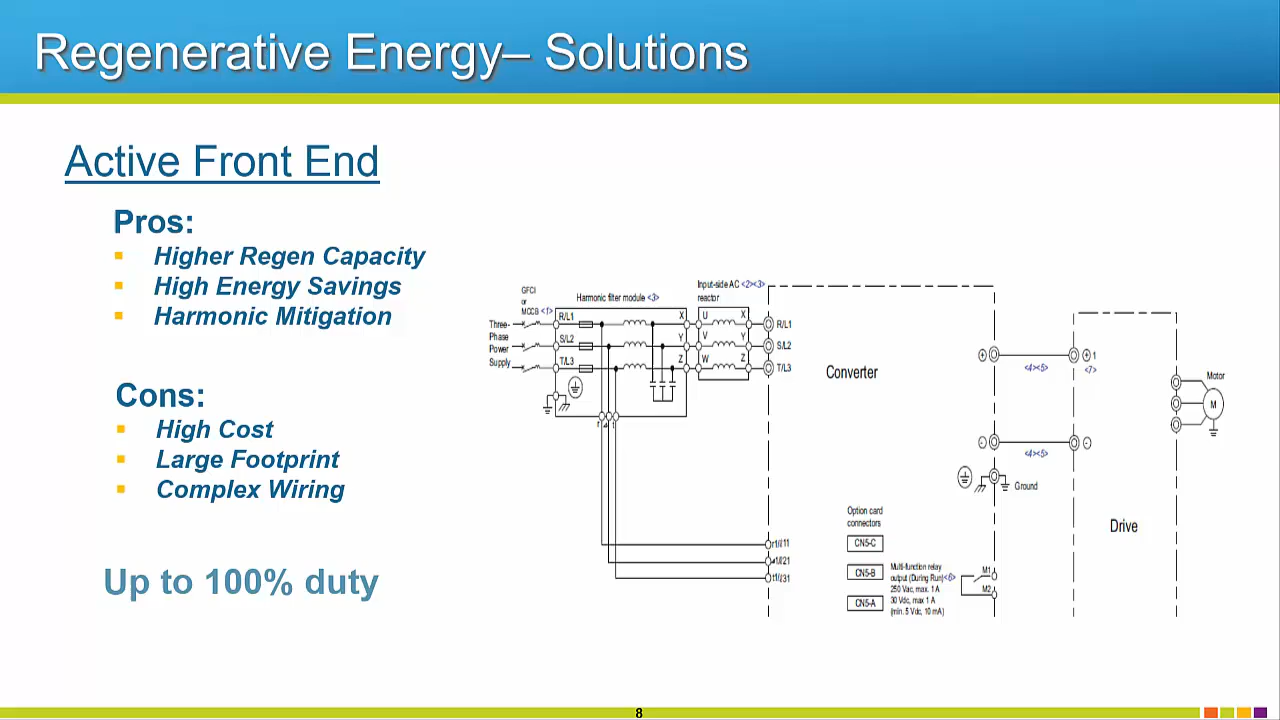 Regenerative Energy– Solutions
Active Front End
Pros:
Higher Regen Capacity
High Energy Savings
Harmonic Mitigation
Cons:
High Cost
Large Footprint
Complex Wiring
Up to 100% duty
GFCI
or
MCCB <1>
Three-
Phase
Power
Supply
Harmonic filter module <3>
R/L1
S/L2
T/L3
X
Y
Z
Input-side AC <2><3>
reactor
U
V
W
X
Y
Z
R/L1
S/L2
T/L3
Converter
<4><5>
<4><5>
+ 1
<7>
Motor
M
Ground
Drive
Option card
connectors
CN5-C
CN5-B
CN5-A
Multi-function relay
output (During Run)<6>
250 Vac, max. 1 A
30 Vdc, max 1 A
(min. 5 Vdc, 10 mA)
M1
M2
8